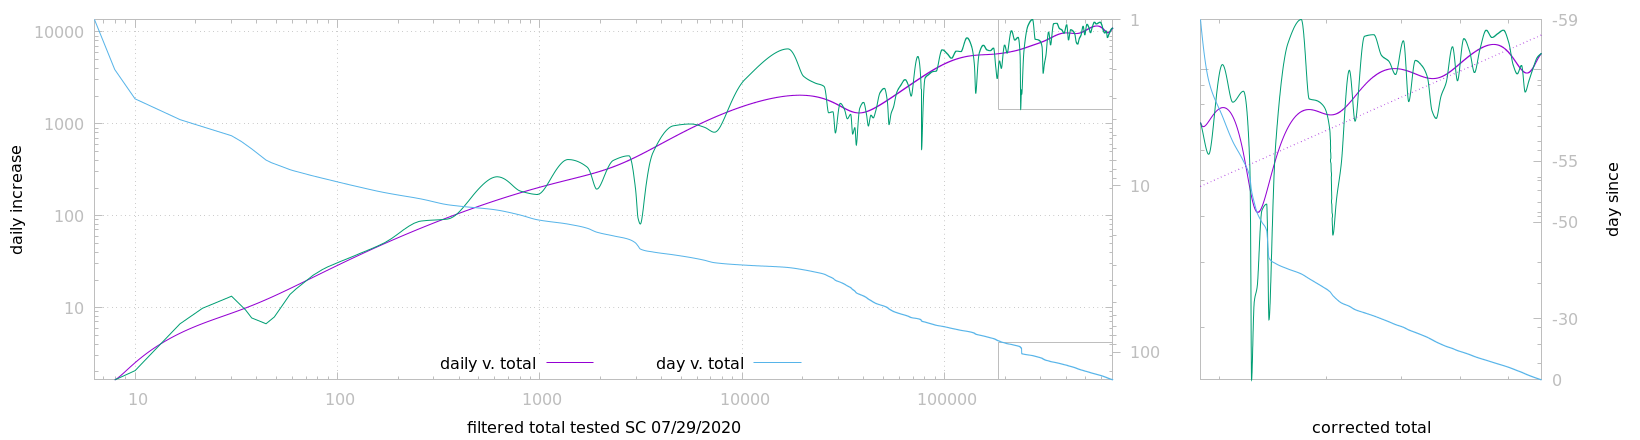 daily increase
10000
1000
100
10
10
100
1000
10000
100000
1
10
100
daily v. total
day v. total
filtered total tested SC 07/29/2020
-59
-55
-50
-30
0
day since
corrected total